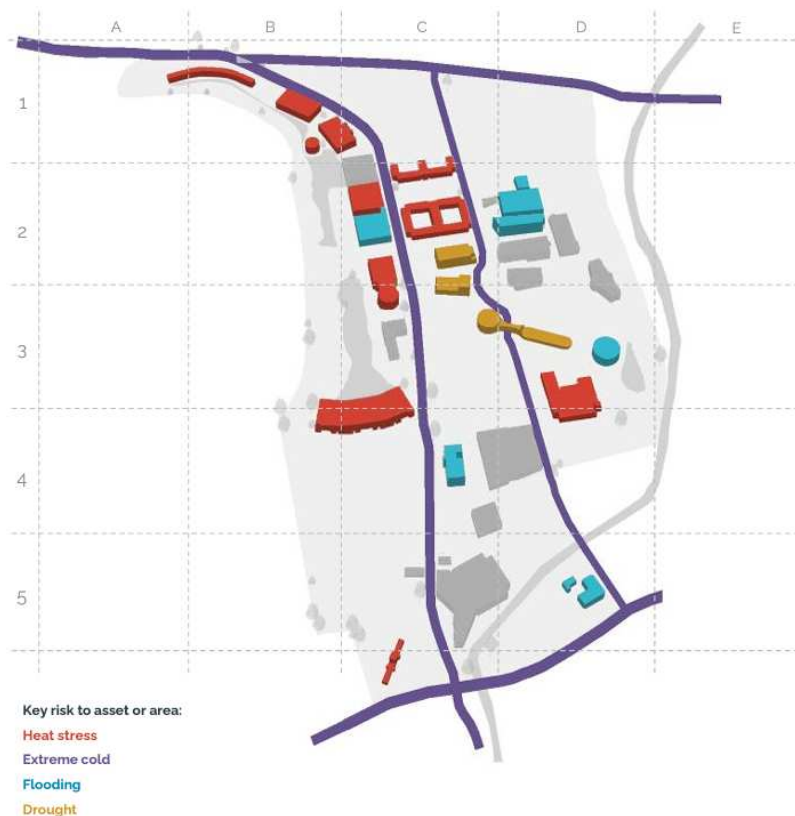 A B C D E
1
2
3
4
5
Key risk to asset or area:
Heat stress
Extreme cold
Flooding
Drought